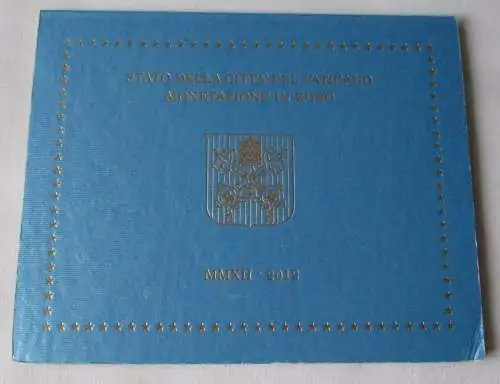 STATO DELLA CITTÀ DEL VATICANO
MONETAZIONE IN EURO
MMXII - 2012